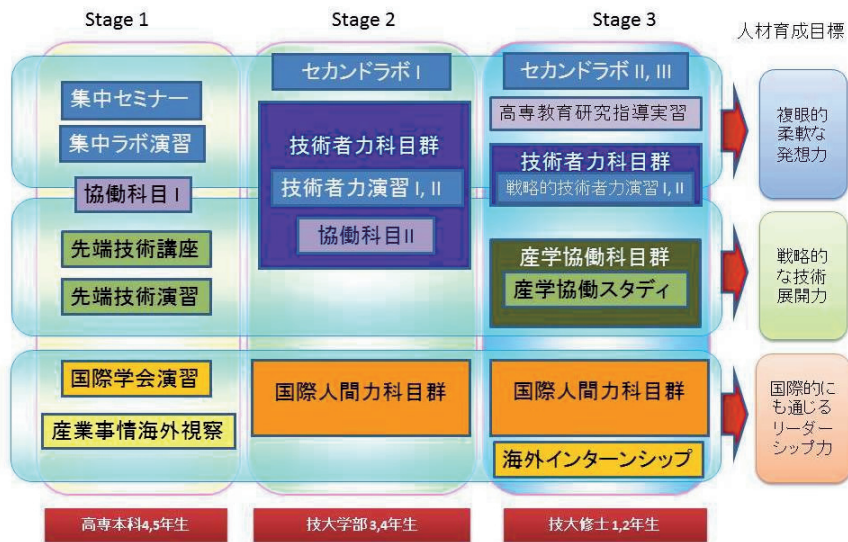 Stage 1
Stage 2
Stage 3
人材育成目標
集中セミナー
集中ラボ演習
協働科目 I
先端技術講座
先端技術演習
国際学会演習
産業事情海外視察
高専本科4,5年生
セカンドラボ I
技術者力科目群
技術者力演習 I, II
協働科目II
国際人間力科目群
技大学部3,4年生
セカンドラボ II, III
高専教育研究指導実習
技術者力科目群
戦略的技術者力演習 I, II
産学協働科目群
産学協働スタディ
国際人間力科目群
海外インターンシップ
技大修士1,2年生
複眼的
柔軟な
発想力
戦略的
な技術
展開力
国際的に
も通じる
リーダー
シップ力